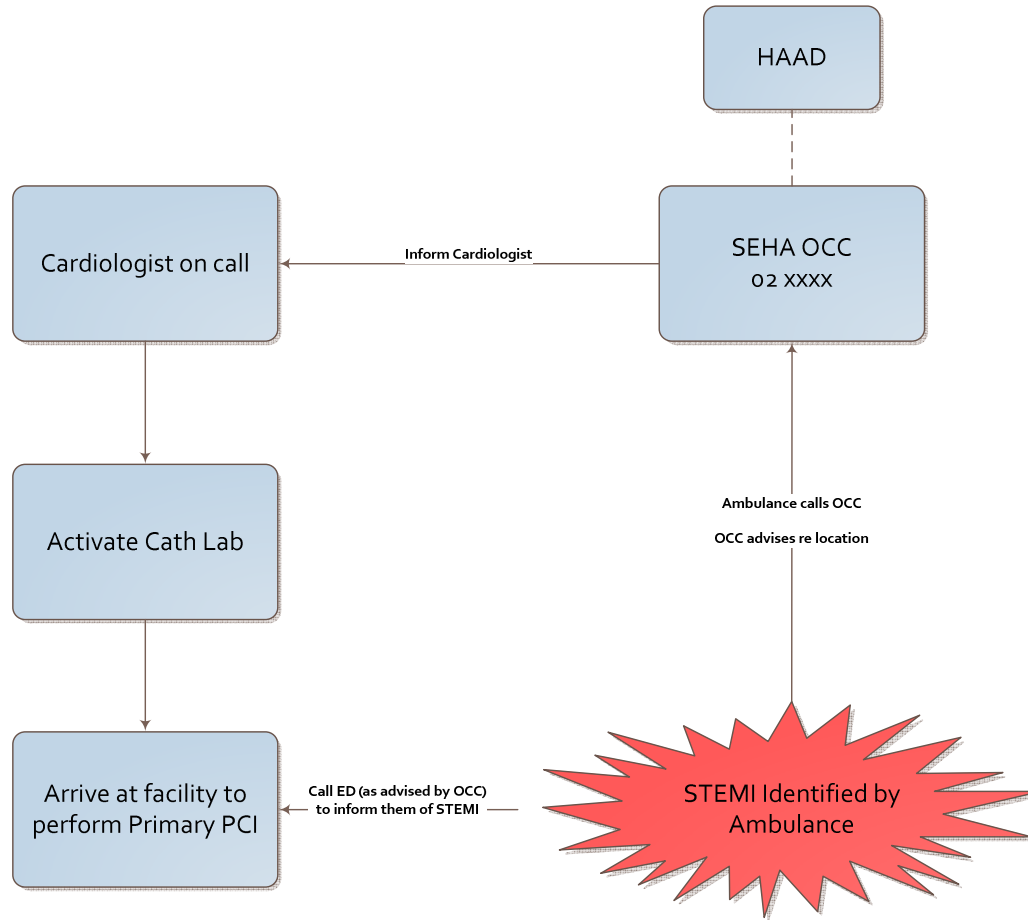 HAAD
SEHA OCC
02 xxxx
Inform Cardiologist
Cardiologist on call
Ambulance calls OCC
OCC advises re location
Activate Cath Lab
Arrive at facility to
perform Primary PCI
Call ED (as advised by OCC)
to inform them of STEMI
STEMI Identified by
Ambulance